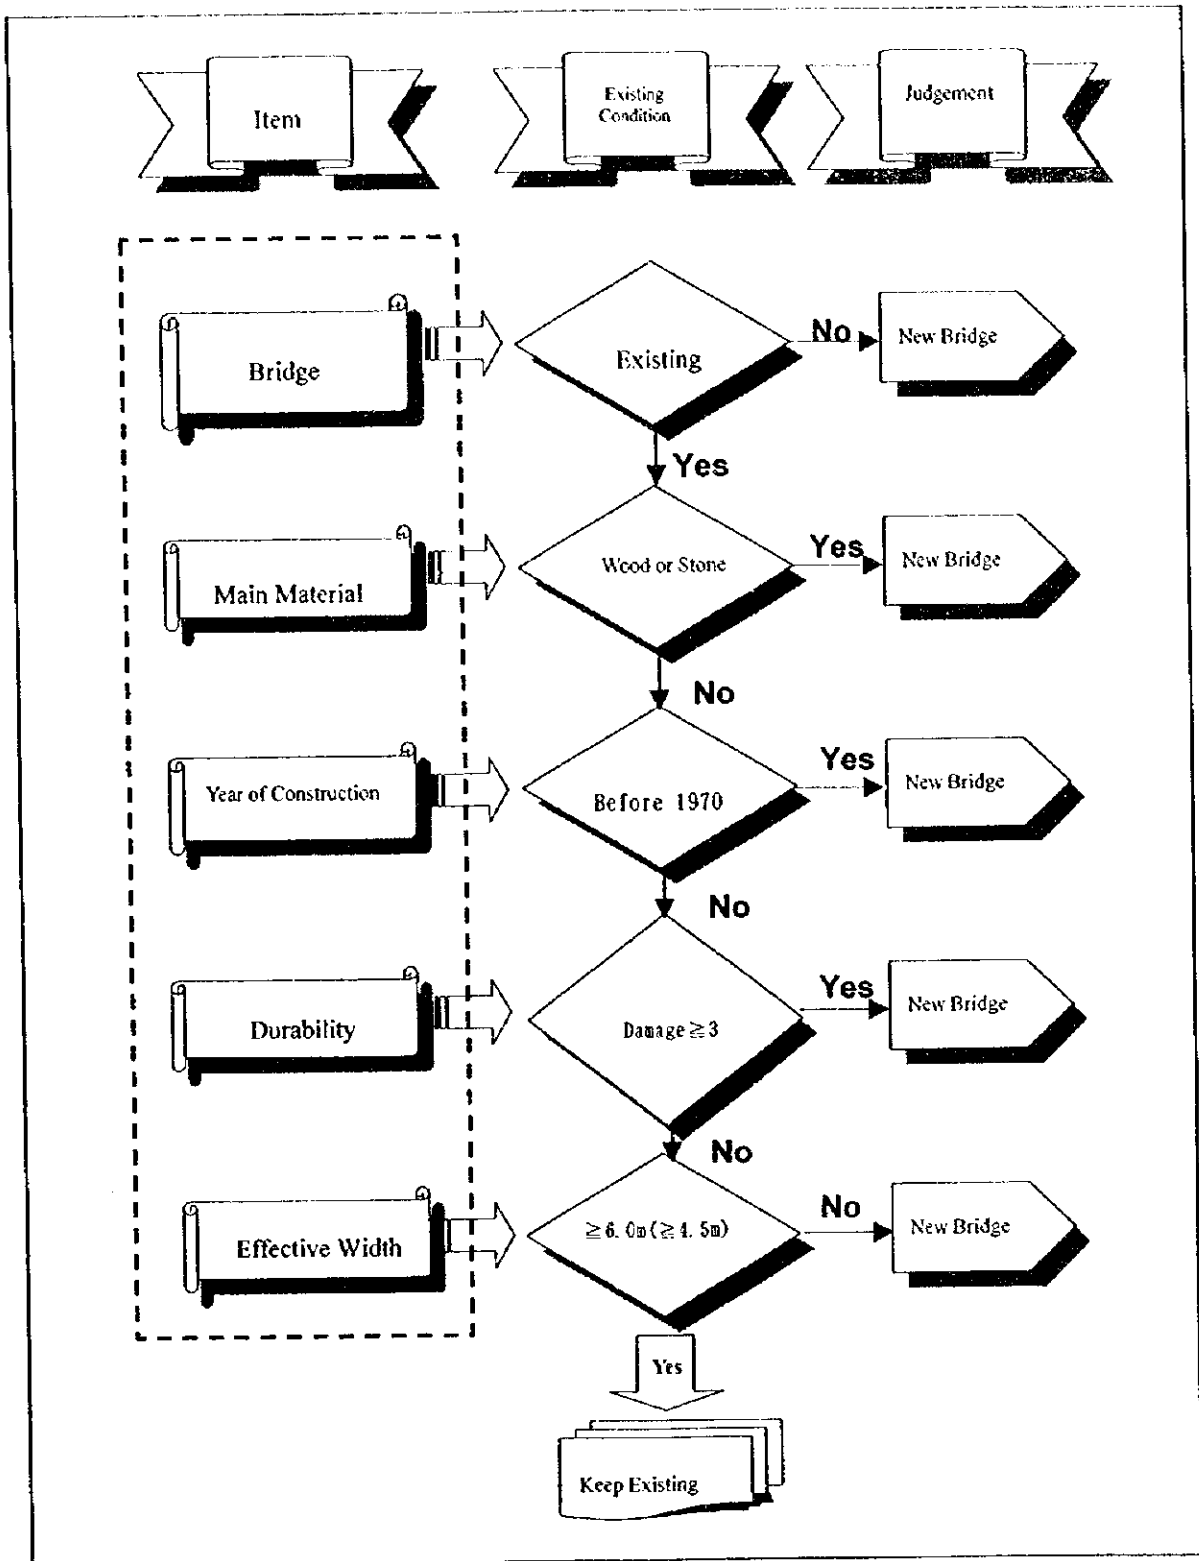 Item
Existing
Condition
Judgement
Bridge
Existing
No
New Bridge
Yes
Main Material
Wood or Stone
Yes
New Bridge
No
Year of Construction
Before 1970
Yes
New Bridge
No
Durability
Damage≧3
Yes
New Bridge
No
Effective Width
≧6.0m(≧4.5m)
No
New Bridge
Yes
Keep Existing